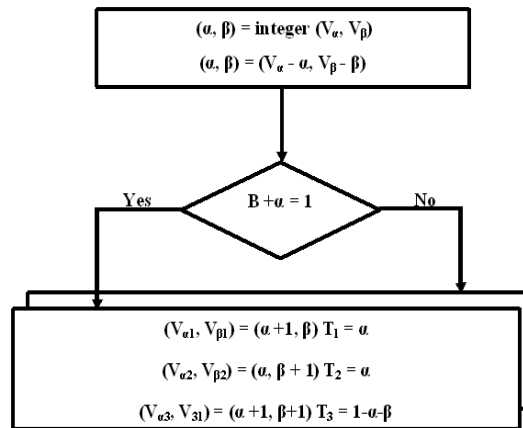 (α, β) = integer (Vα, Vβ)
(α, β) = (Vα - α, Vβ - β)
B + α = 1
Yes
No
(Vα1, Vβ1) = (α +1, β) T1 = α
(Vα2, Vβ2) = (α, β + 1) T2 = α
(Vα3, V31) = (α +1, β+1) T3 = 1-α-β